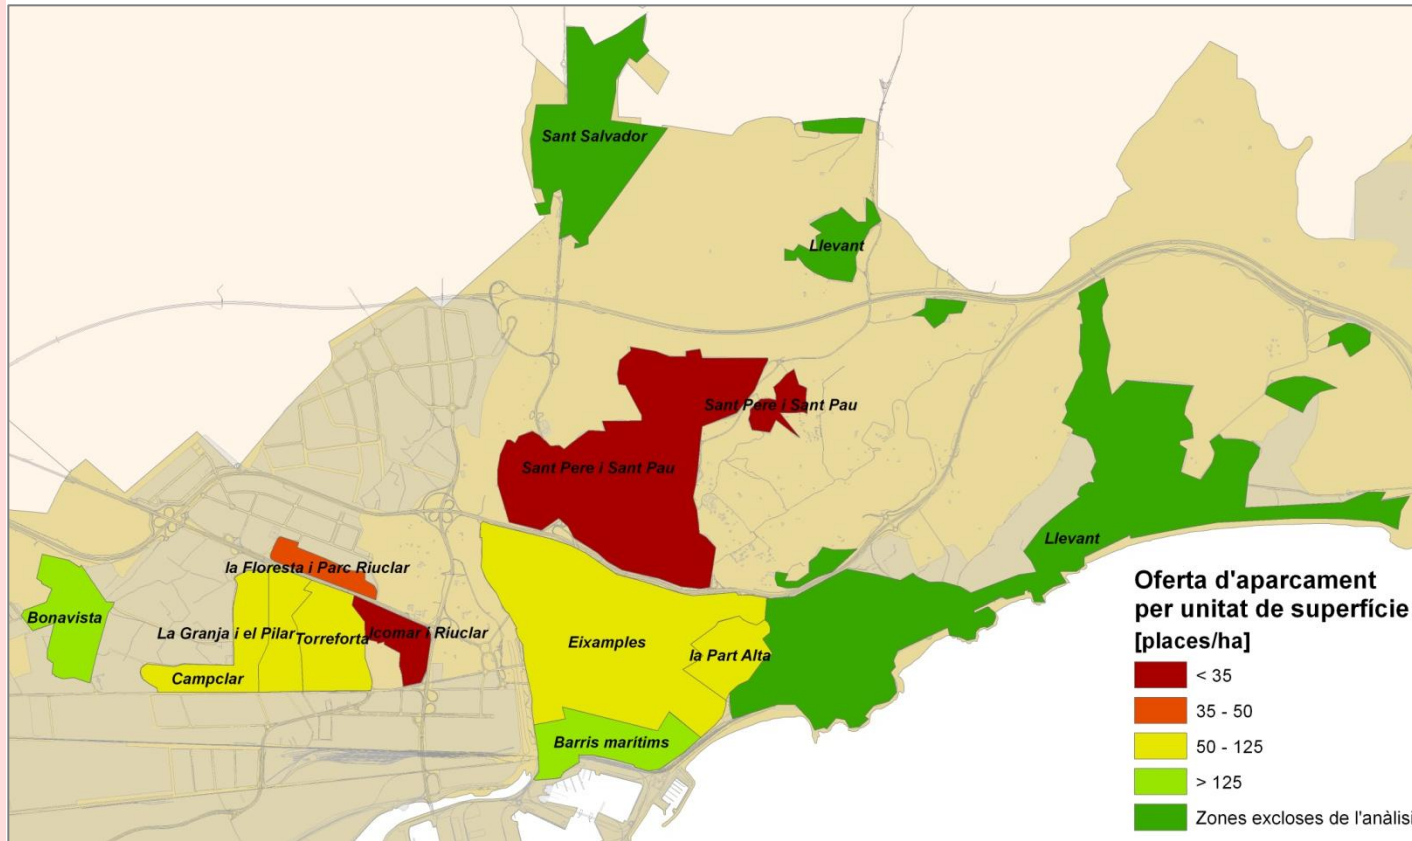 Sant Salvador
Llevant
Sant Pere i Sant Pau
Sant Pere i Sant Pau
Llevant
la Floresta i Parc Riuclar
Bonavista
La Granja i el Pilar
Torreforta
Icomar i Riuclar
Campclar
Eixamples
la Part Alta
Barris marítims
Oferta d'aparcament
per unitat de superfície
[places/ha]
< 35
35 - 50
50 - 125
> 125
Zones excloses de l'anàlisi